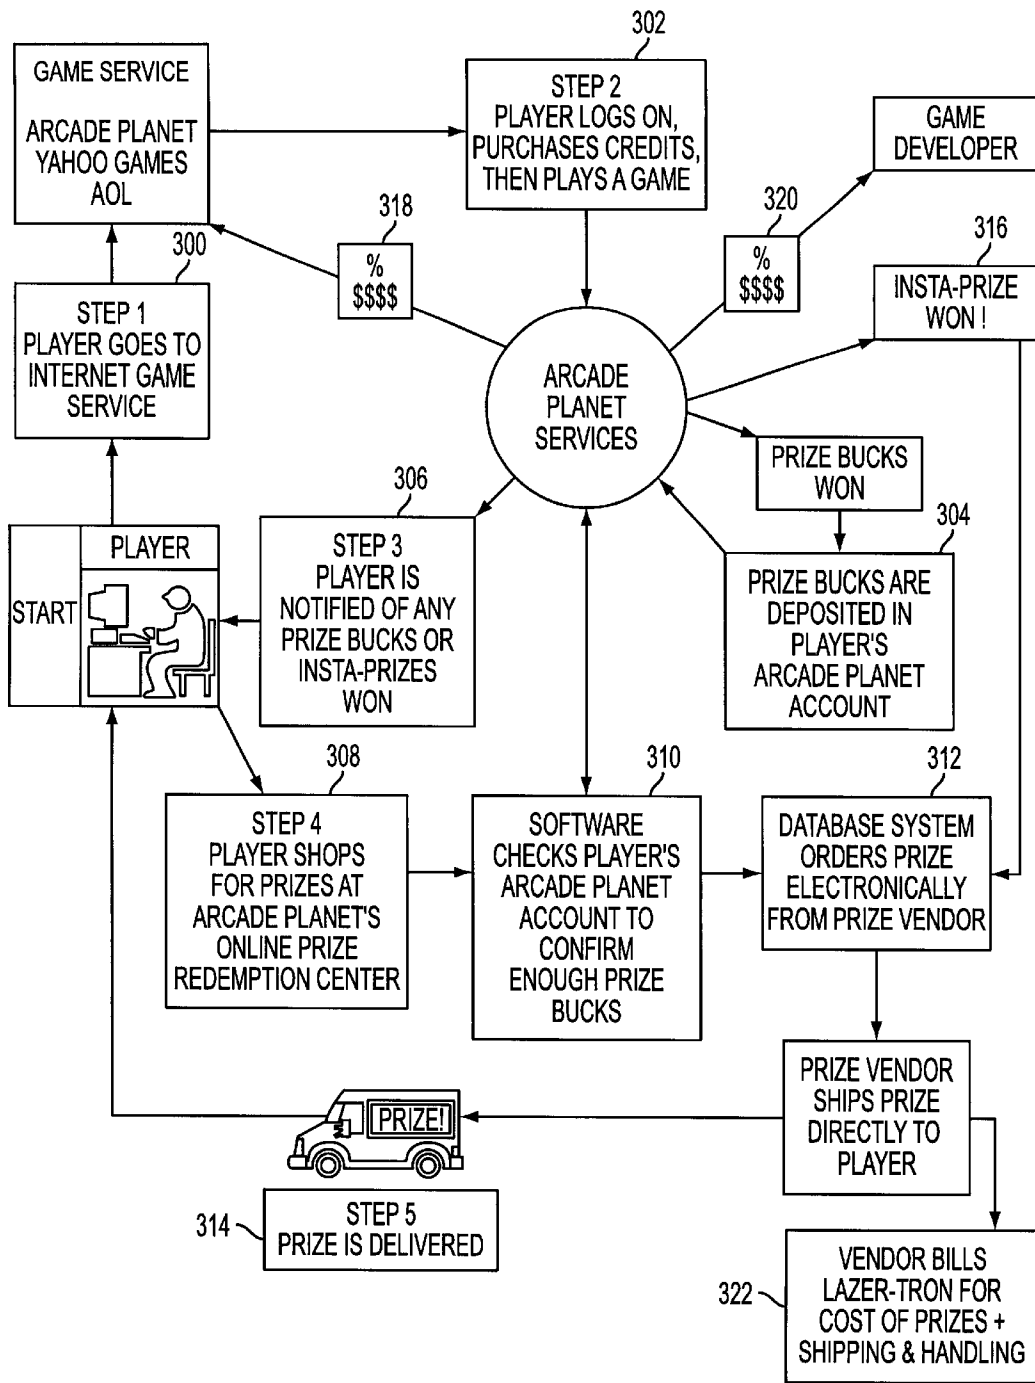 302
GAME SERVICE
ARCADE PLANET
YAHOO GAMES
AOL
STEP 2
PLAYER LOGS ON,
PURCHASES CREDITS,
THEN PLAYS A GAME
GAME
DEVELOPER
318
%
$$$$
320
%
$$$$
316
INSTA-PRIZE
WON !
300
STEP 1
PLAYER GOES TO
INTERNET GAME
SERVICE
ARCADE
PLANET
SERVICES
PRIZE BUCKS
WON
306
STEP 3
PLAYER IS
NOTIFIED OF ANY
PRIZE BUCKS OR
INSTA-PRIZES
WON
304
PRIZE BUCKS ARE
DEPOSITED IN
PLAYER'S
ARCADE PLANET
ACCOUNT
PLAYER
START
308
STEP 4
PLAYER SHOPS
FOR PRIZES AT
ARCADE PLANET'S
ONLINE PRIZE
REDEMPTION CENTER
310
SOFTWARE
CHECKS PLAYER'S
ARCADE PLANET
ACCOUNT TO
CONFIRM
ENOUGH PRIZE
BUCKS
312
DATABASE SYSTEM
ORDERS PRIZE
ELECTRONICALLY
FROM PRIZE VENDOR
PRIZE VENDOR
SHIPS PRIZE
DIRECTLY TO
PLAYER
PRIZE!
314
STEP 5
PRIZE IS DELIVERED
322
VENDOR BILLS
LAZER-TRON FOR
COST OF PRIZES +
SHIPPING & HANDLING